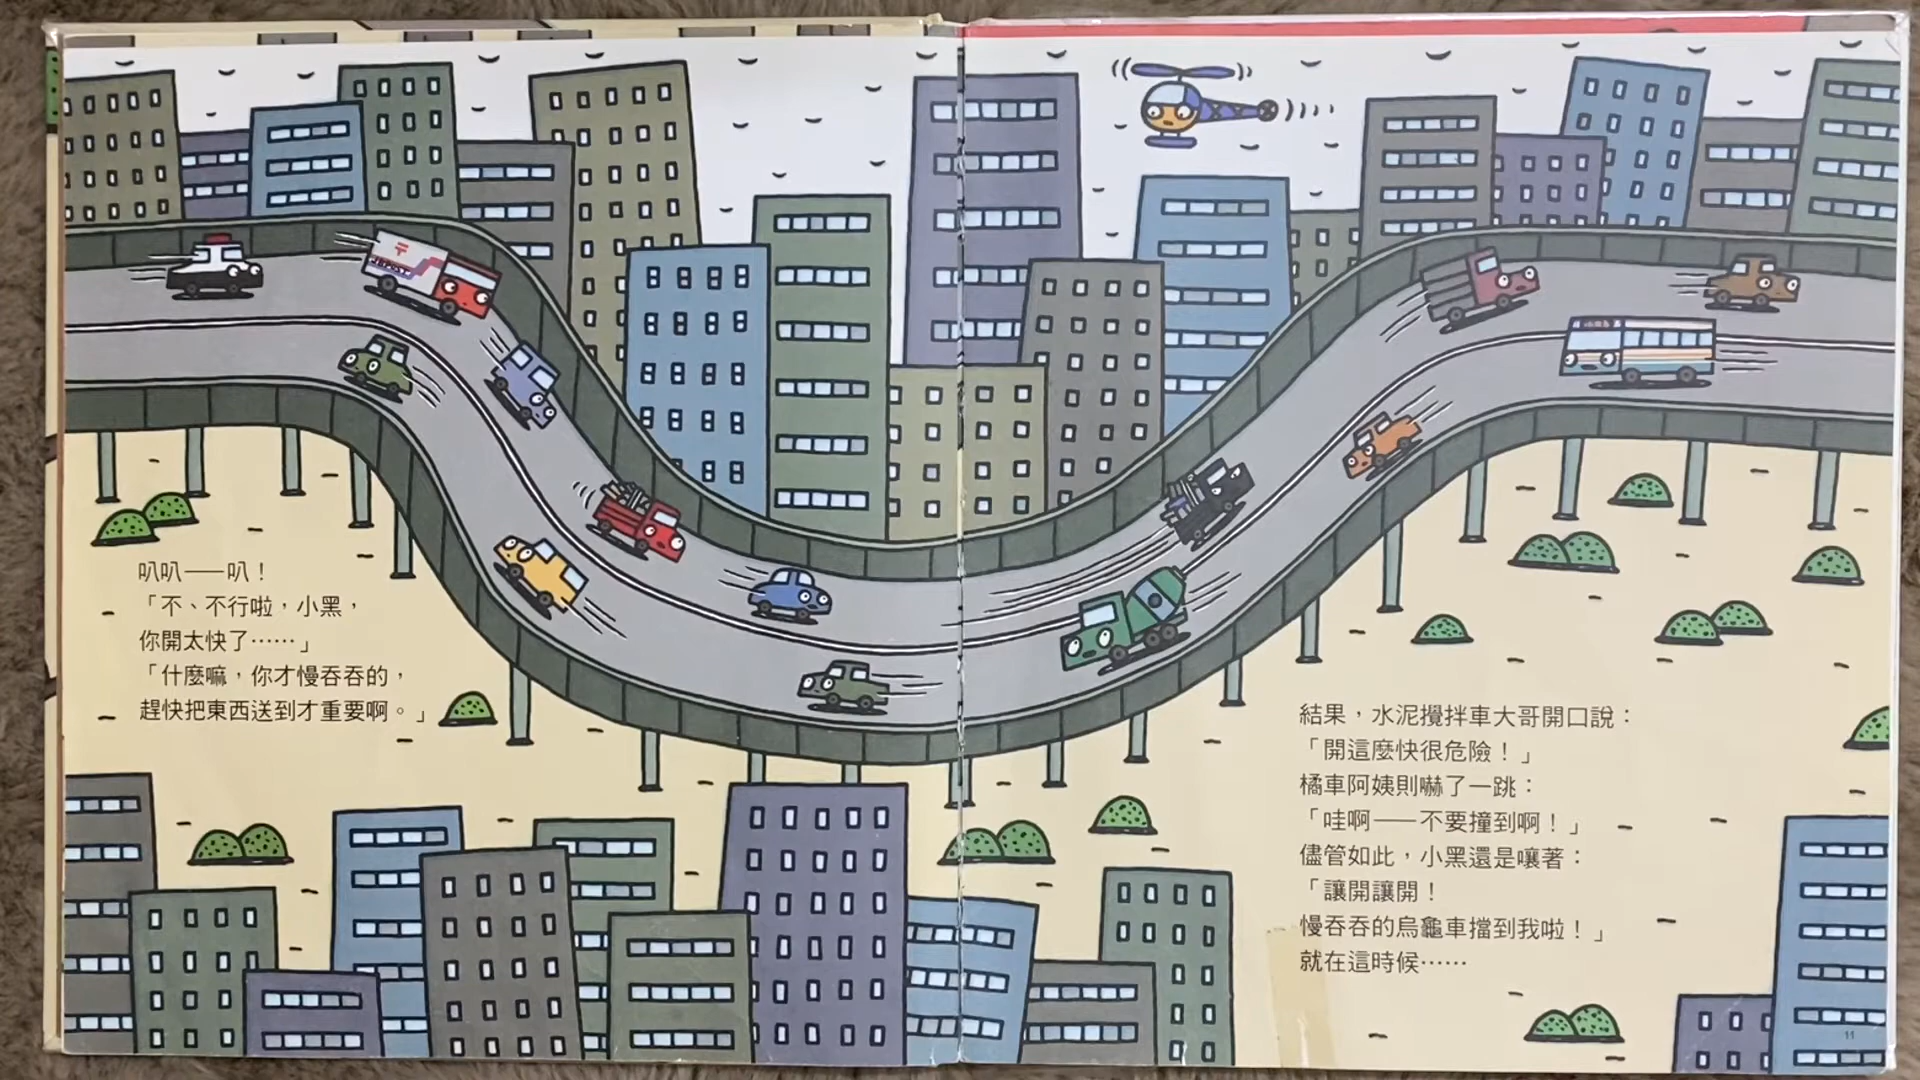 叭叭——叭！
「不、不行啦，小黑，
你開太快了……」
「什麼嘛，你才慢吞吞的，
趕快把東西送到才重要啊。」
結果，水泥攪拌車大哥開口說：
「開這麼快很危險！」
橘車阿姨則嚇了一跳：
「哇啊——不要撞到啊！」
儘管如此，小黑還是嚷著：
「讓開讓開！
慢吞吞的烏龜車擋到我啦！」
就在這時候……
11